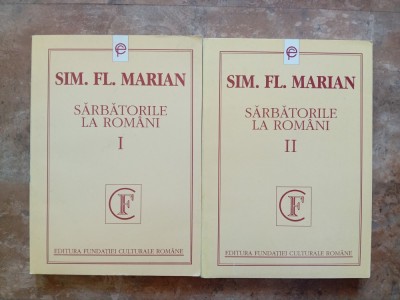 SIM. FL. MARIAN
SĂRBĂTORILE
LA ROMÂNI
I
CF
EDITURA FUNDAȚIEI CULTURALE ROMÂNE
SIM. FL. MARIAN
SĂRBĂTORILE
LA ROMÂNI
II
CF
EDITURA FUNDAȚIEI CULTURALE ROMÂNE